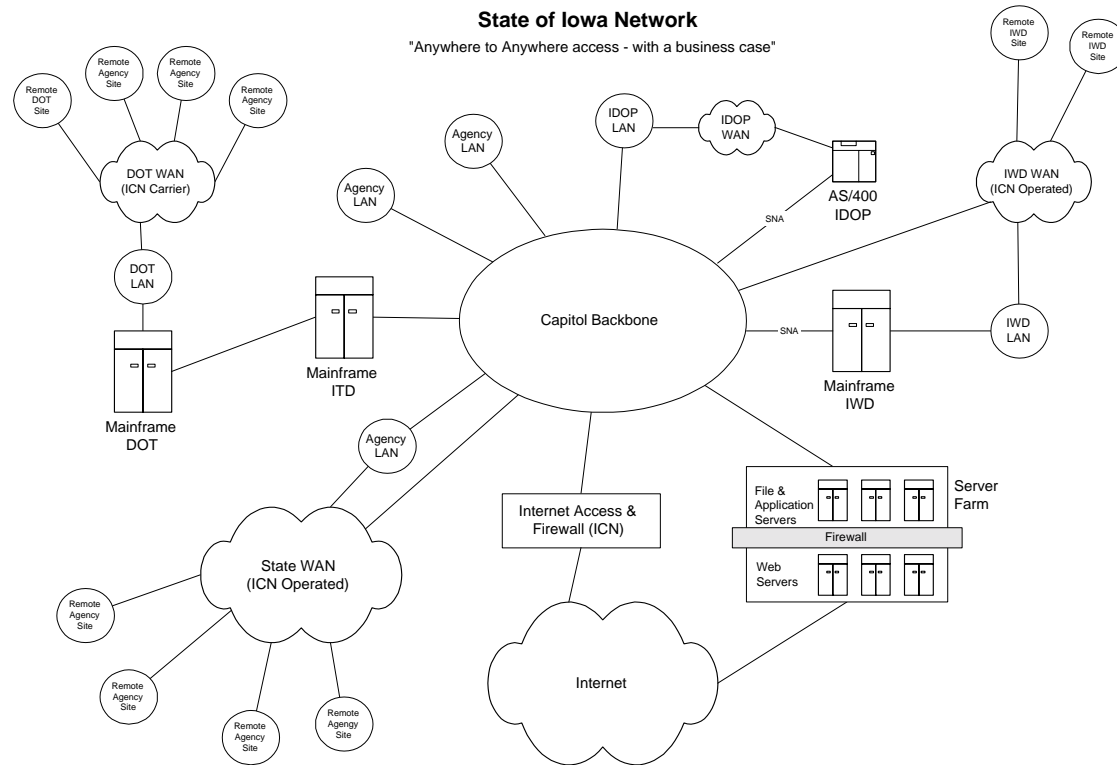 State of Iowa Network
"Anywhere to Anywhere access - with a business case"
Remote
DOT
Site
Remote
Agency
Site
Remote
Agency
Site
Remote
Agency
Site
DOT WAN
(ICN Carrier)
DOT
LAN
Mainframe
DOT
Mainframe
ITD
Agency
LAN
Agency
LAN
IDOP
LAN
IDOP
WAN
AS/400
IDOP
SNA
Remote
IWD
Site
Remote
IWD
Site
IWD WAN
(ICN Operated)
Capitol Backbone
SNA
Mainframe
IWD
IWD
LAN
Agency
LAN
State WAN
(ICN Operated)
Remote
Agency
Site
Remote
Agency
Site
Remote
Agency
Site
Remote
Agengy
Site
Internet Access &
Firewall (ICN)
Internet
File &
Application
Servers
Firewall
Web
Servers
Server
Farm